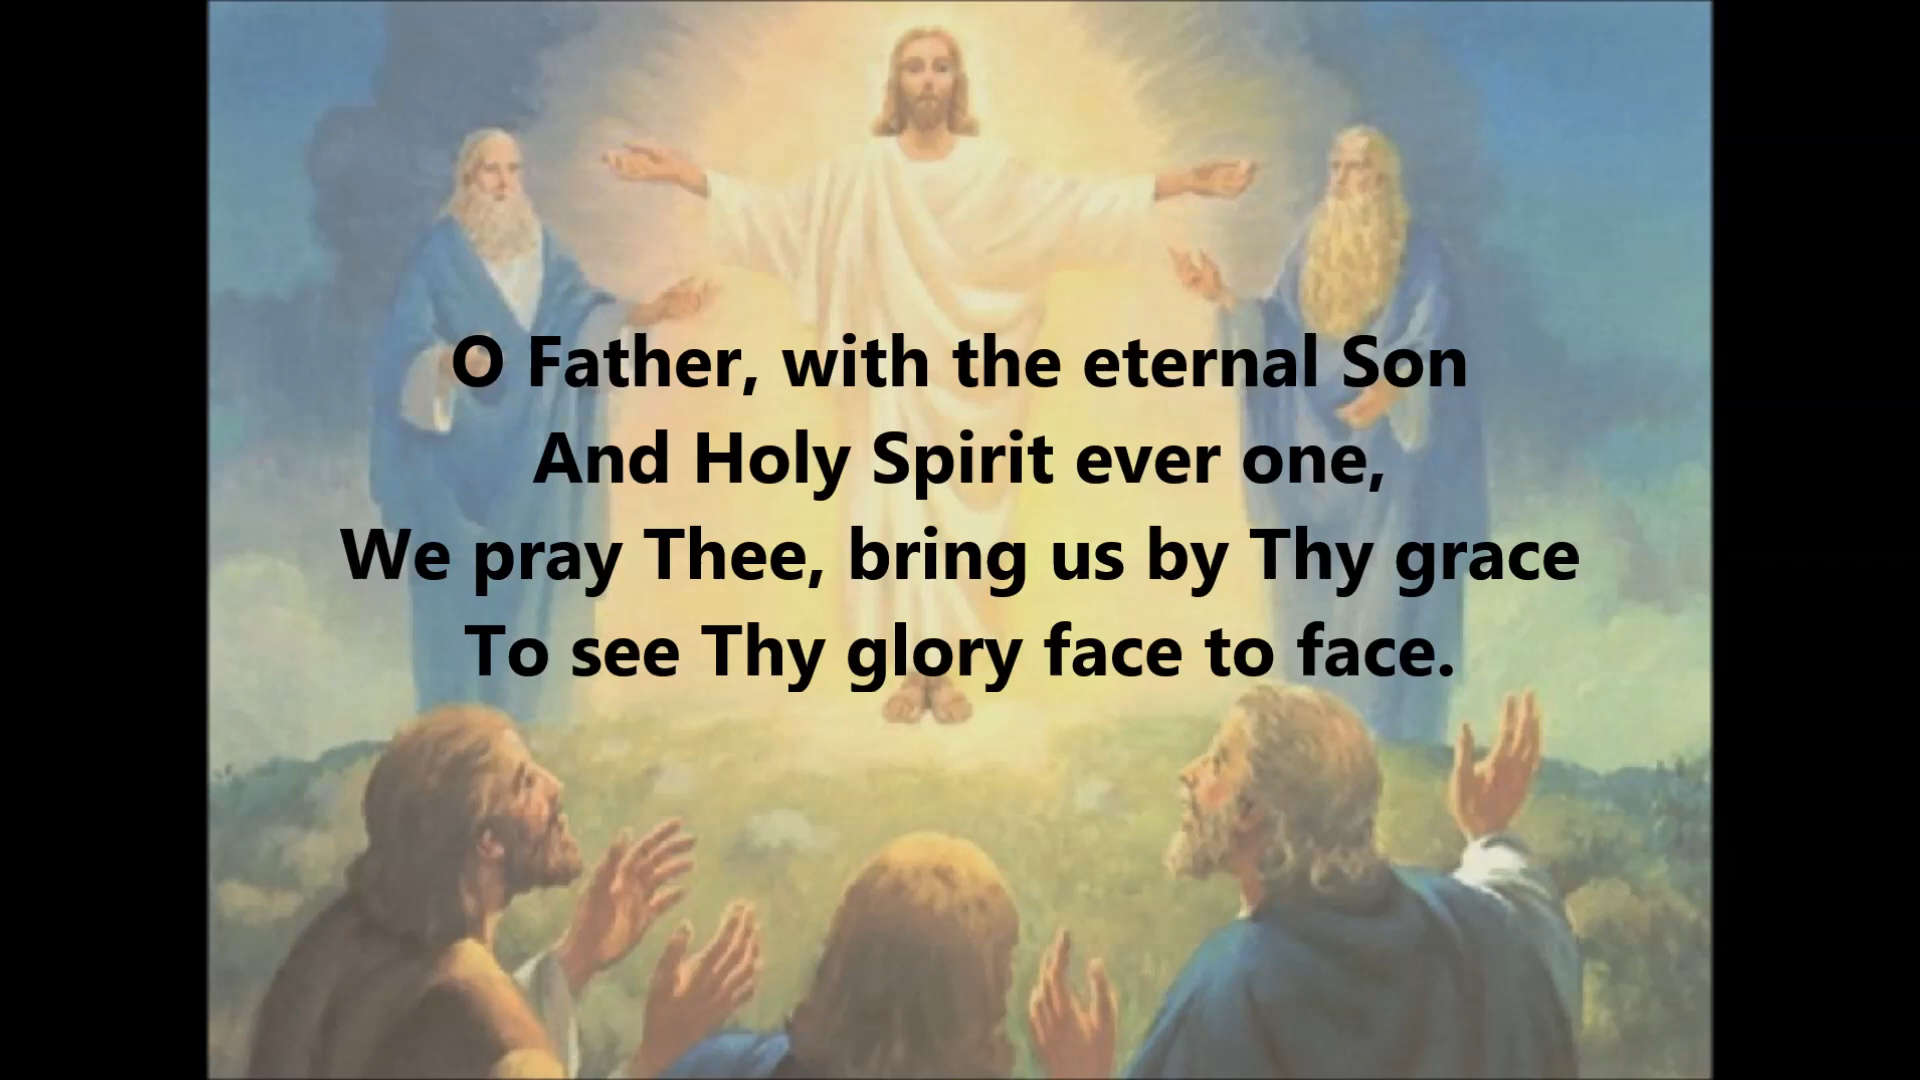 O Father, with the eternal Son
And Holy Spirit ever one,
We pray Thee, bring us by Thy grace
To see Thy glory face to face.